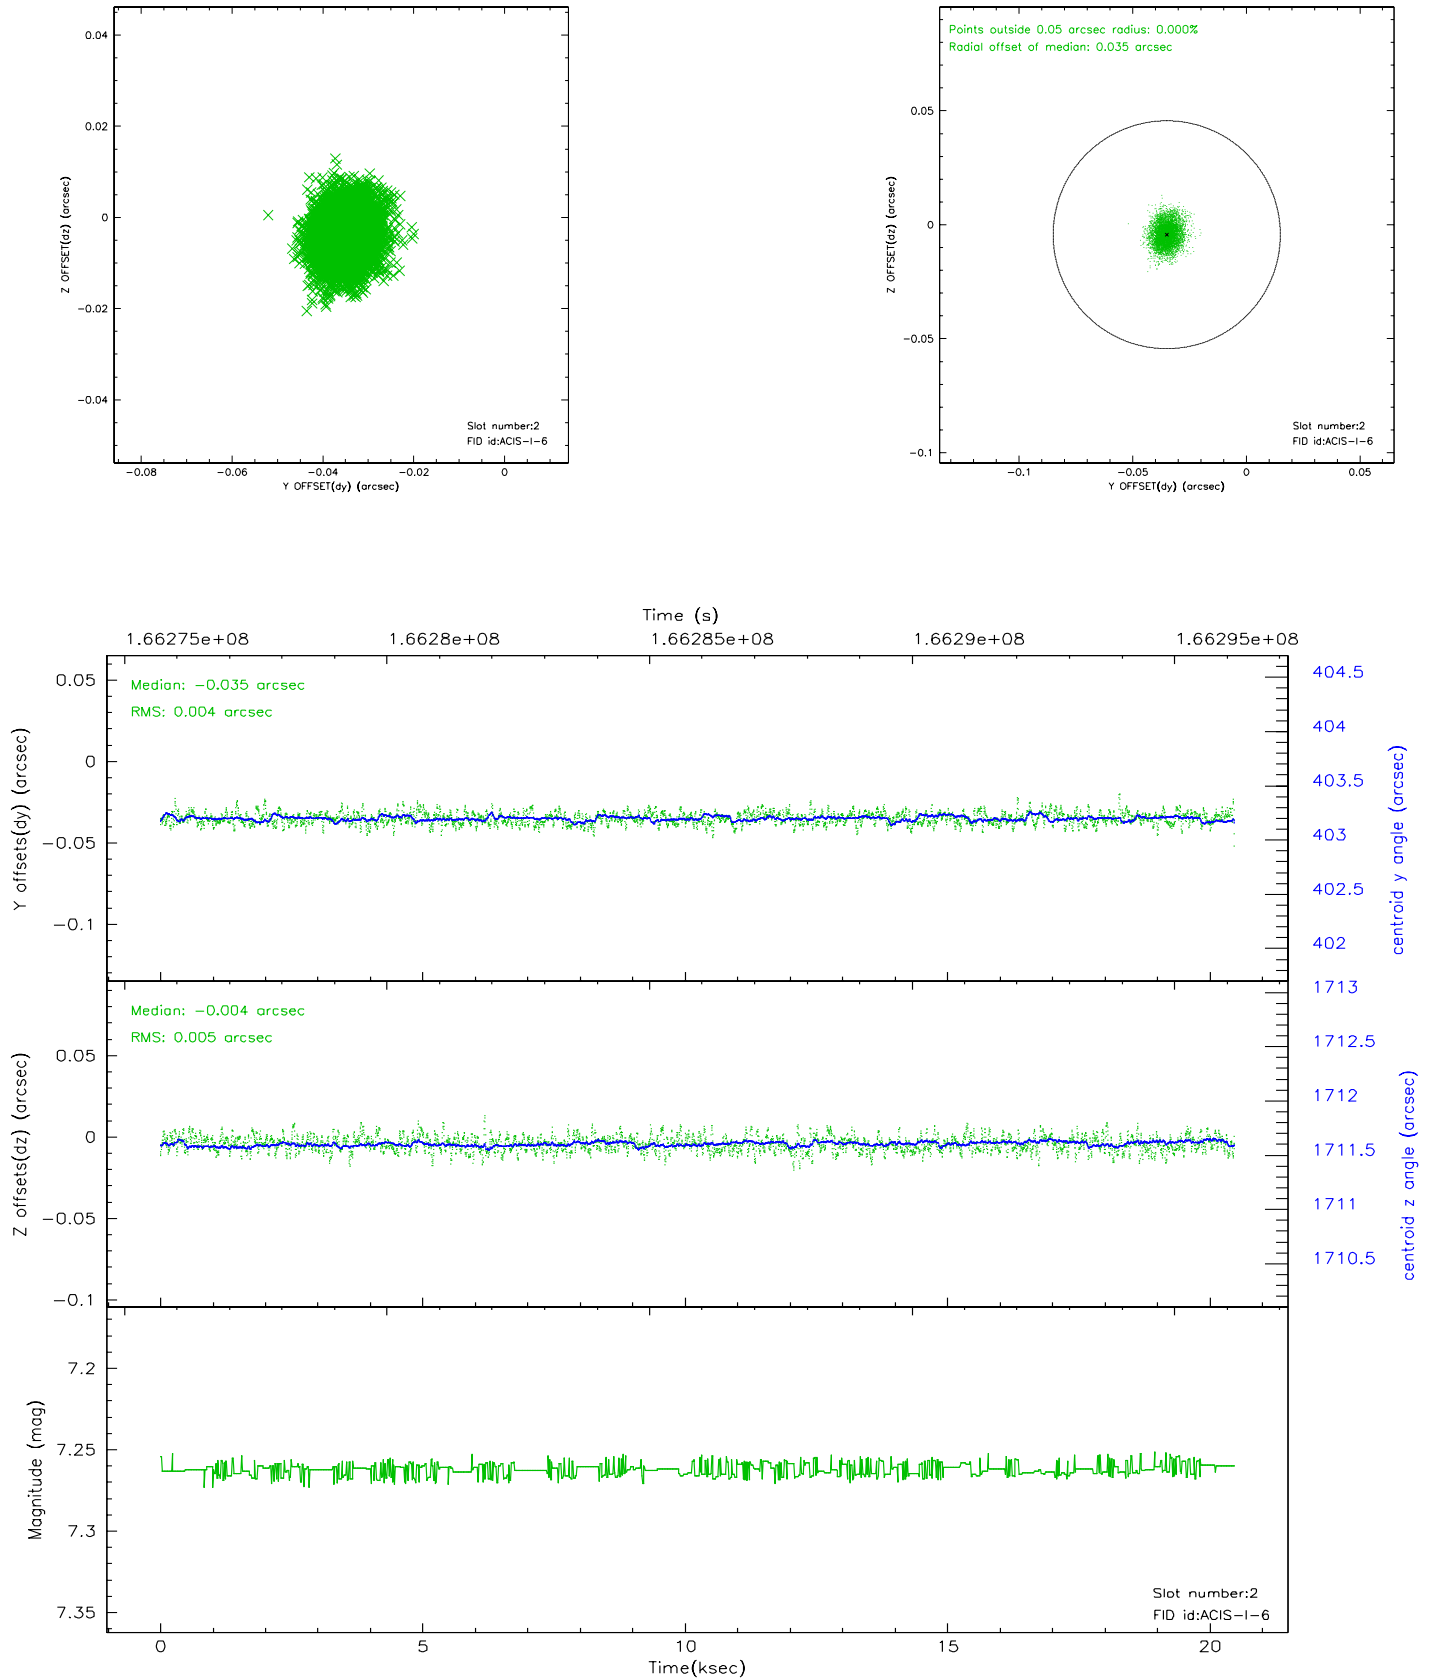 0.04
0.02
0
−0.02
−0.04
Z OFFSET(dz) (arcsec)
Slot number:2
FID id:ACIS−I−6
−0.08
−0.06
−0.04
−0.02
0
Y OFFSET(dy) (arcsec)
Points outside 0.05 arcsec radius: 0.000%
Radial offset of median: 0.035 arcsec
0.05
0
−0.05
−0.1
Z OFFSET(dz) (arcsec)
Slot number:2
FID id:ACIS−I−6
−0.1
−0.05
0
0.05
Y OFFSET(dy) (arcsec)
Time (s)
1.66275e+08
1.6628e+08
1.66285e+08
1.6629e+08
1.66295e+08
Median: −0.035 arcsec
RMS: 0.004 arcsec
0.05
0
−0.05
−0.1
Y offsets(dy) (arcsec)
404.5
404
403.5
403
402.5
402
centroid y angle (arcsec)
Median: −0.004 arcsec
RMS: 0.005 arcsec
0.05
0
−0.05
−0.1
Z offsets(dz) (arcsec)
1713
1712.5
1712
1711.5
1711
1710.5
centroid z angle (arcsec)
7.2
7.25
7.3
7.35
Magnitude (mag)
Slot number:2
FID id:ACIS−I−6
0
5
10
15
20
Time(ksec)